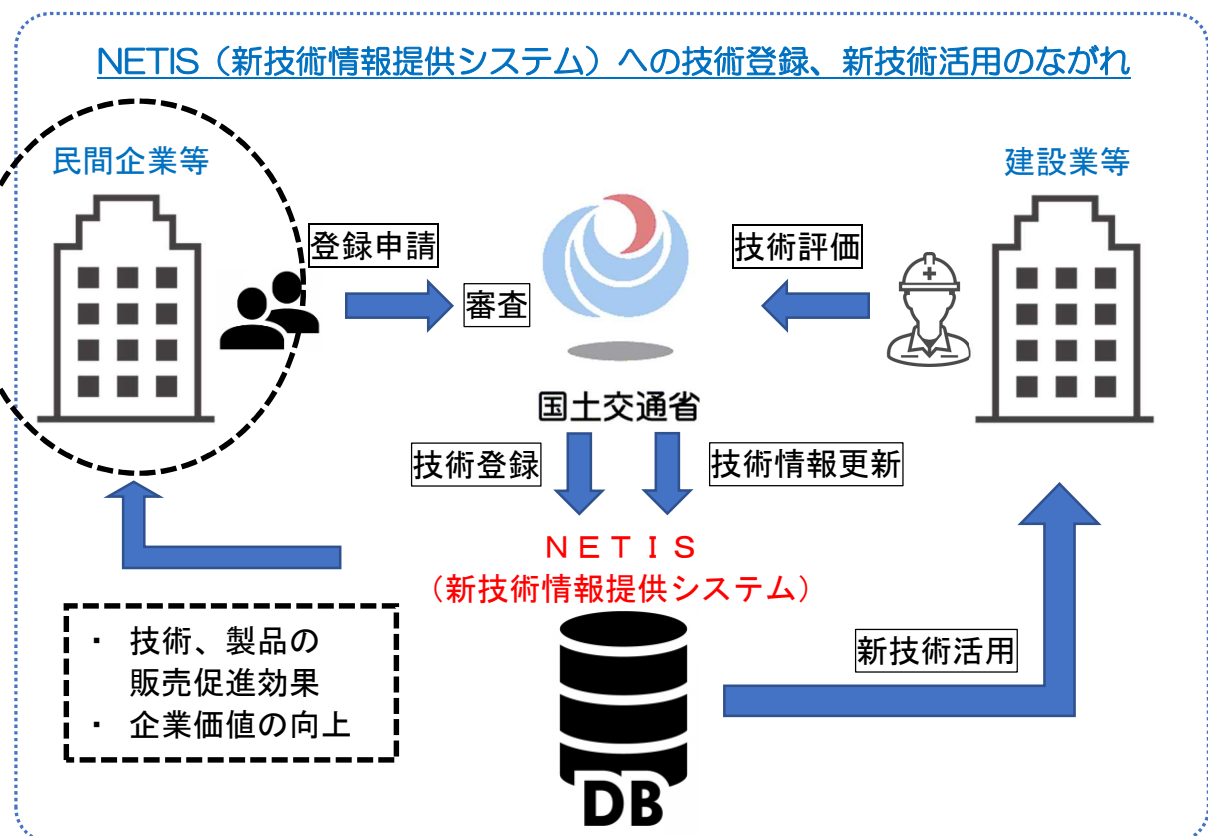 NETIS（新技術情報提供システム）への技術登録、新技術活用のながれ
民間企業等
建設業等
登録申請
審査
技術評価
国土交通省
技術登録
技術情報更新
ＮＥＴＩＳ
（新技術情報提供システム）
・ 技術、製品の
販売促進効果
・ 企業価値の向上
新技術活用
DB